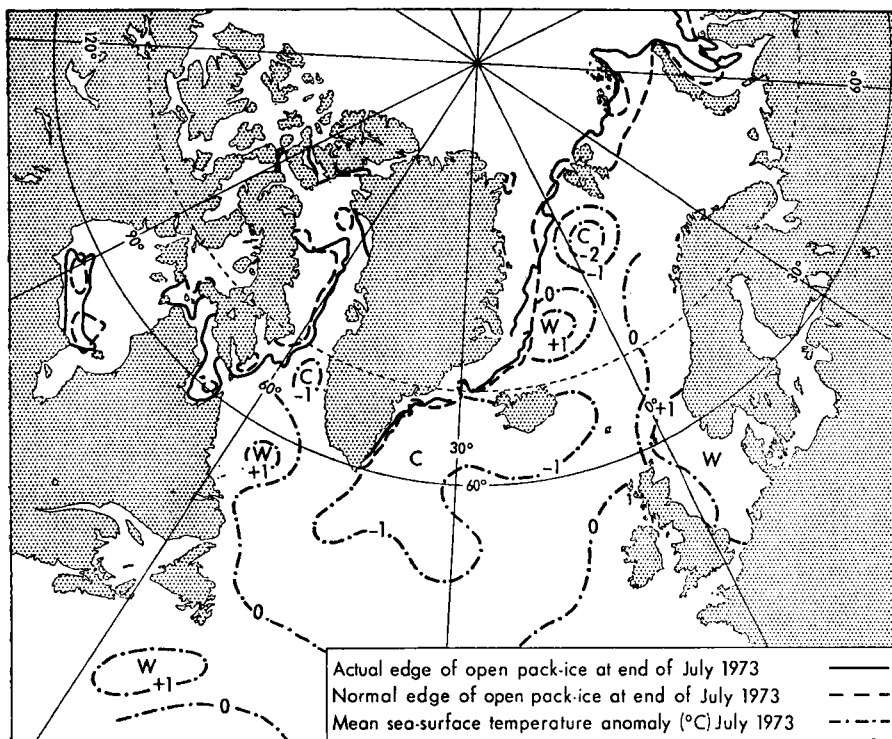 120°
60°
90°
C
-2
-1
30°
0
W
+1
0
60°
C
-1
0°
+1
W
W
+1
C
30°
60°
-1
-1
0
0
W
+1
0
Actual edge of open pack-ice at end of July 1973
Normal edge of open pack-ice at end of July 1973
Mean sea-surface temperature anomaly (°C) July 1973